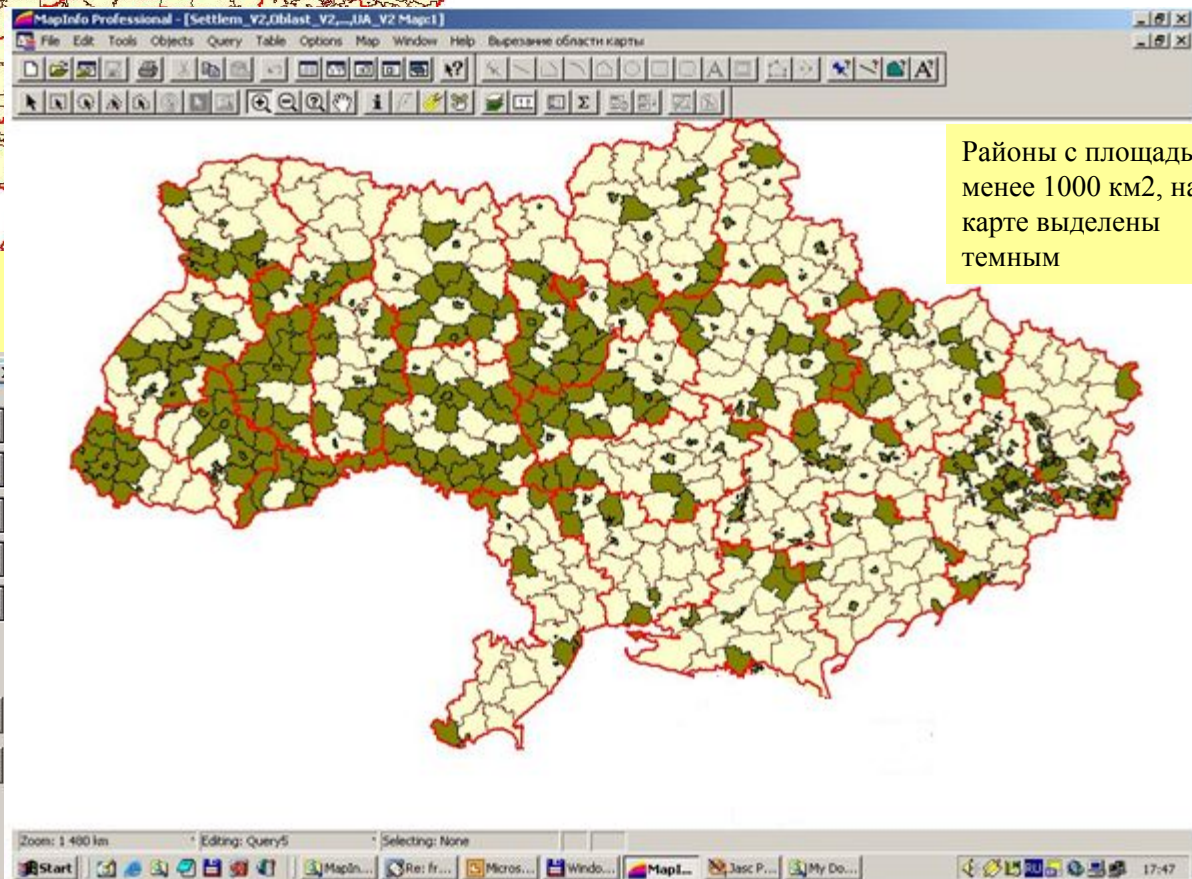 MapInfo Professional - [Settlem_V2,Oblast_V2,...,UA_V2 Map:1]
File Edit Tools Objects Query Table Options Map Window Help Вырезание области карты
Районы с площадь
менее 1000 км2, на
карте выделены
темным
Zoom: 1 480 km Editing: Query5 Selecting: None
Start MapIn... Re: fr... Micros... Windo... MapI... Jasc P... My Do... RU 17:47